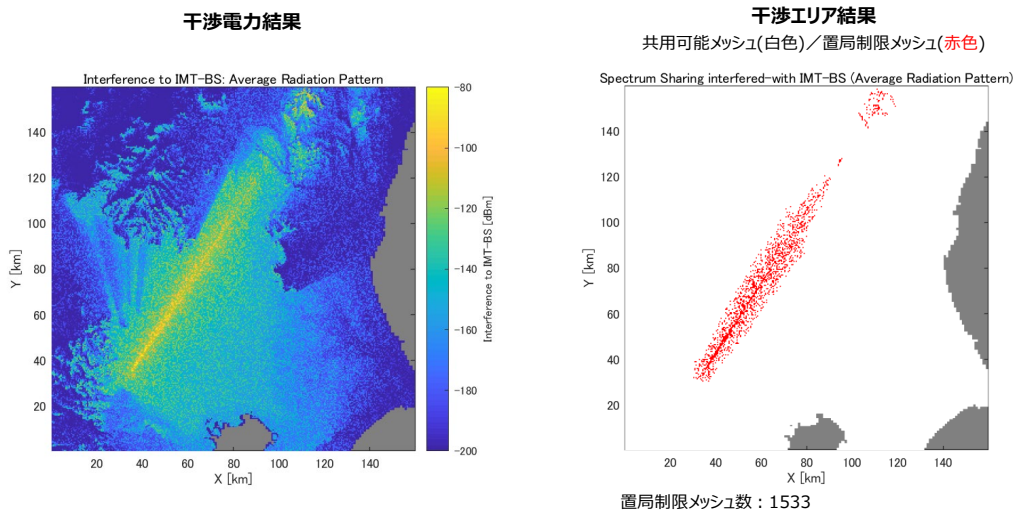 干渉電力結果
Interference to IMT-BS: Average Radiation Pattern
140
120
100
80
60
40
20
Y [km]
20 40 60 80 100 120 140
X [km]
-80
-100
-120
-140
-160
-180
-200
Interference to IMT-BS [dBm]
干渉エリア結果
共用可能メッシュ(白色)／置局制限メッシュ(赤色)
Spectrum Sharing interfered-with IMT-BS (Average Radiation Pattern)
140
120
100
80
60
40
20
Y [km]
20 40 60 80 100 120 140
X [km]
置局制限メッシュ数：1533